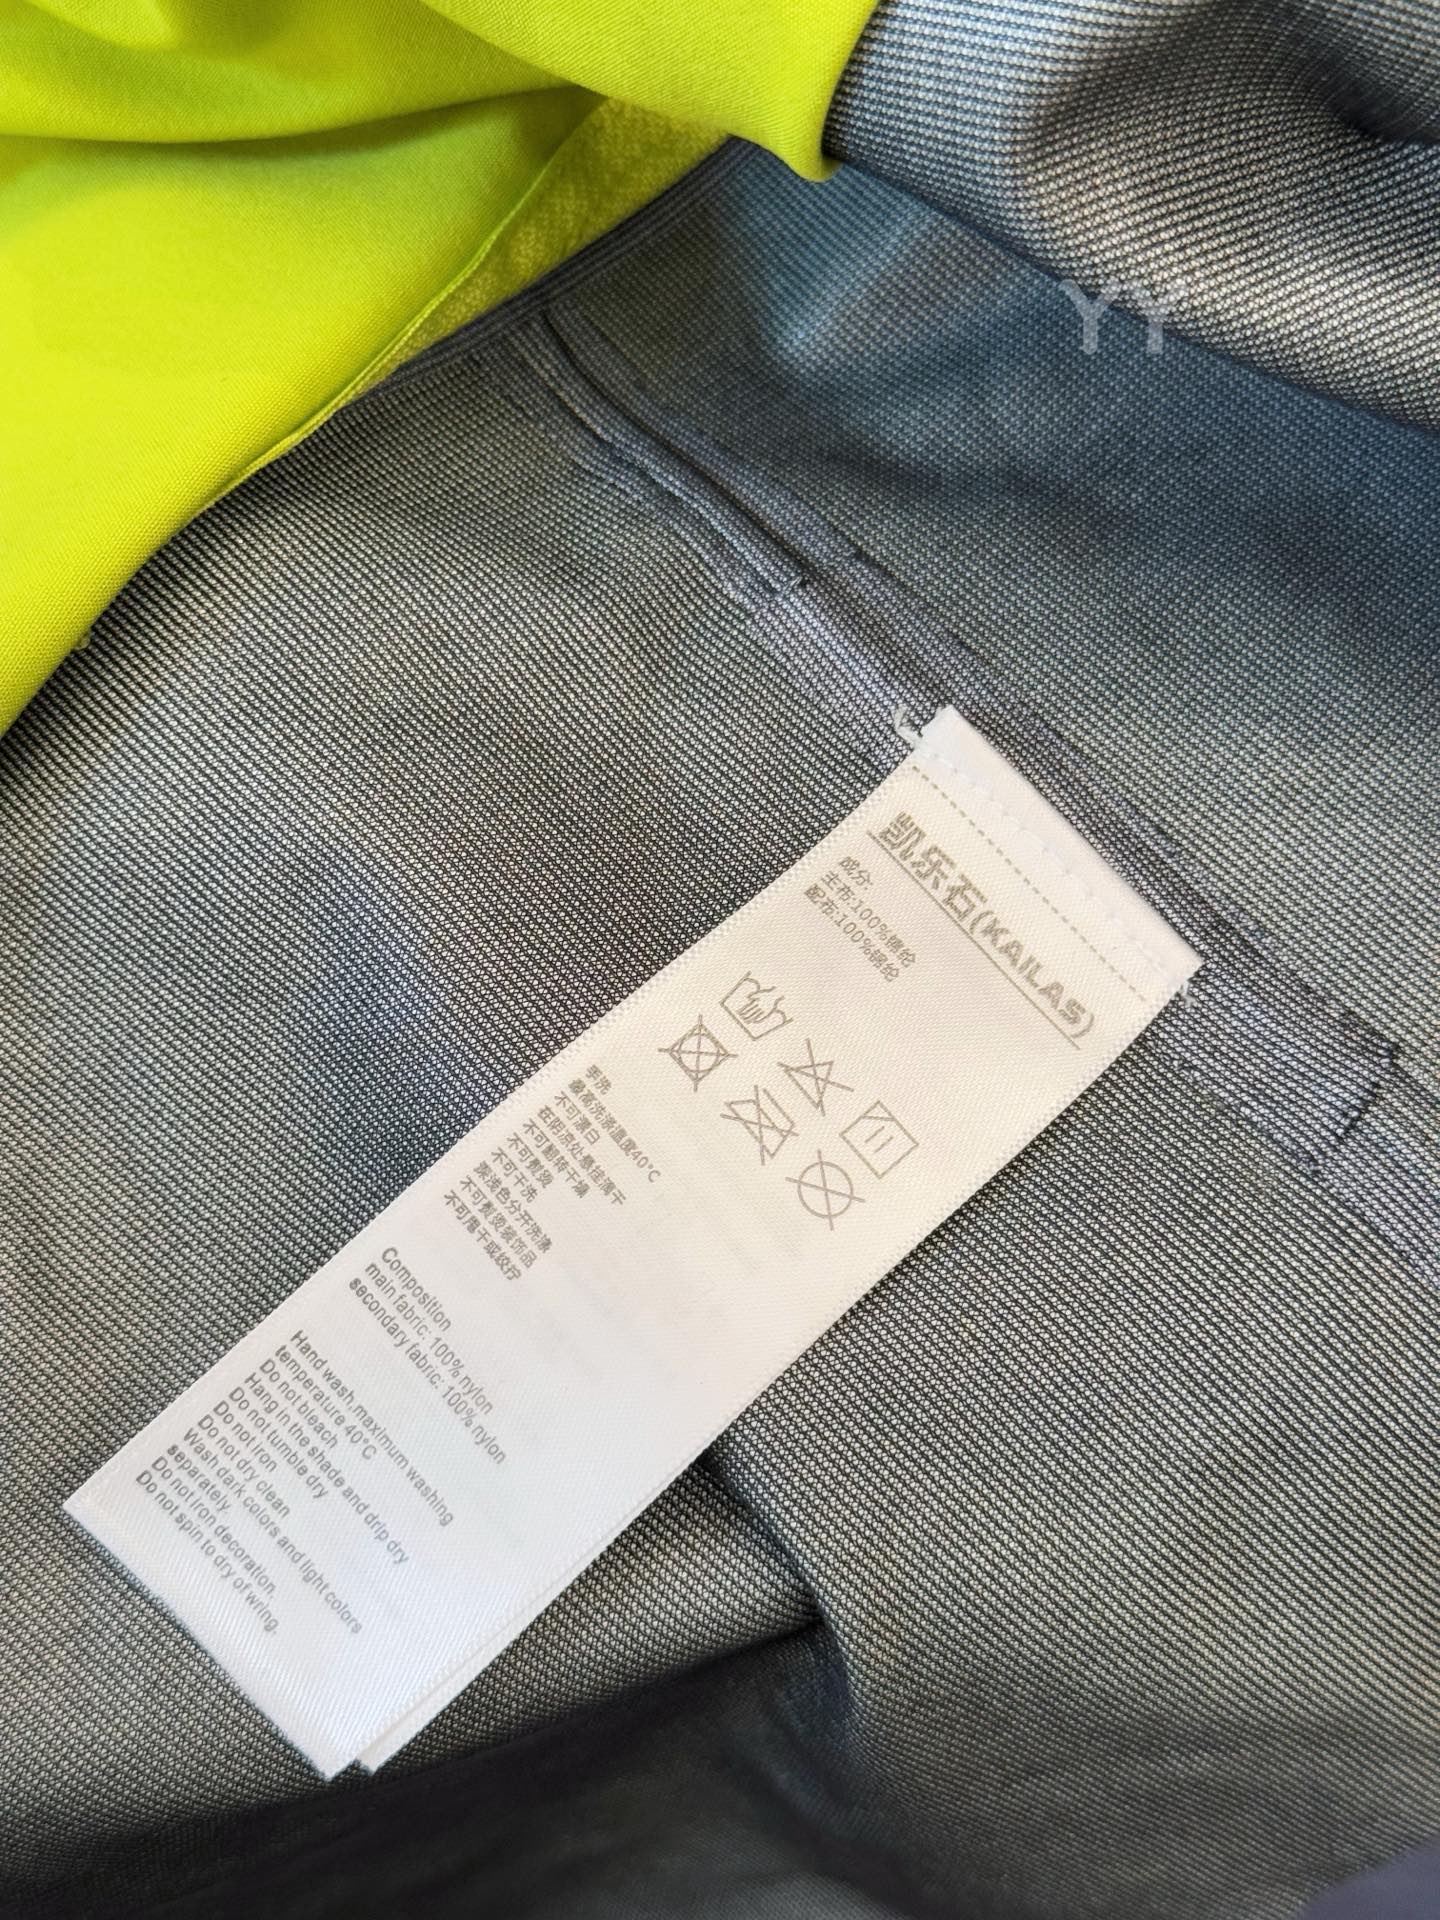 YY
凯乐石(KAILAS)
成分:
主布:100%锦纶
配布:100%锦纶
手洗
最高洗涤温度40°C
不可漂白
在阴凉处悬挂滴干
不可翻转干燥
不可熨烫
不可干洗
深浅色分开洗涤
不可熨烫装饰品
不可甩干或绞拧
Composition
main fabric: 100% nylon
secondary fabric: 100% nylon
Hand wash,maximum washing
temperature 40°C
Do not bleach
Hang in the shade and drip dry
Do not tumble dry
Do not iron
Do not dry clean
Wash dark colors and light colors
separately.
Do not iron decoration.
Do not spin to dry of wring.